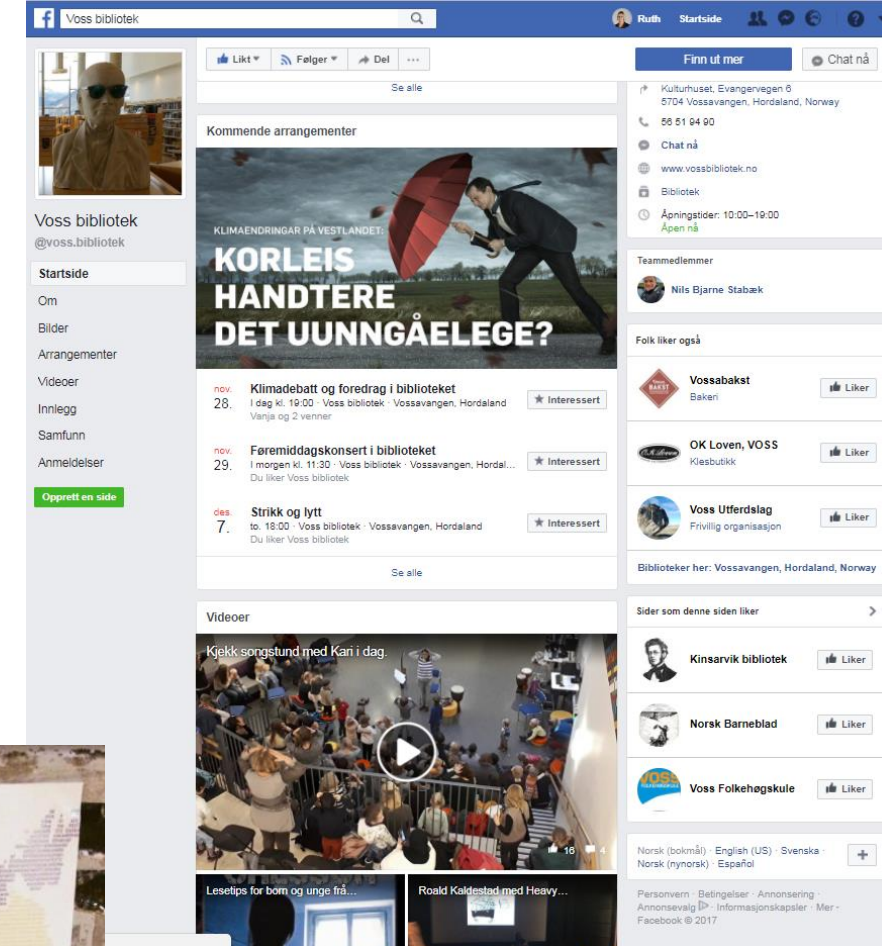 Voss bibliotek
Ruth Startside
Likt
Følger
Del
Finn ut mer
Chat nå
Voss bibliotek
@voss.bibliotek
Startside
Om
Bilder
Arrangementer
Videoer
Innlegg
Samfunn
Anmeldelser
Opprett en side
Se alle
Kommende arrangementer
KLIMAENDRINGAR PÅ VESTLANDET:
KORLEIS
HANDTERE
DET UUNNGÅELEGE?
nov.
28.
Klimadebatt og foredrag i biblioteket
I dag kl. 19:00 · Voss bibliotek · Vossavangen, Hordaland
Vanja og 2 venner
Interessert
nov.
29.
Føremiddagskonsert i biblioteket
I morgen kl. 11:30 · Voss bibliotek · Vossavangen, Hordal...
Du liker Voss bibliotek
Interessert
des.
7.
Strikk og lytt
to. 18:00 · Voss bibliotek · Vossavangen, Hordaland
Du liker Voss bibliotek
Interessert
Se alle
Videoer
Kjekk songstund med Kari i dag.
16 4
Lesetips for born og unge frå...
Roald Kaldestad med Heavy...
Kulturhuset, Evangervegen 6
5704 Vossavangen, Hordaland, Norway
56 51 94 90
Chat nå
www.vossbibliotek.no
Bibliotek
Åpningstider: 10:00–19:00
Åpen nå
Teammedlemmer
Nils Bjarne Stabæk
Folk liker også
Vossabakst
Bakeri
Liker
OK Loven, VOSS
Klesbutikk
Liker
Voss Utferdslag
Frivillig organisasjon
Liker
Biblioteker her: Vossavangen, Hordaland, Norway
Sider som denne siden liker
Kinsarvik bibliotek
Liker
Norsk Barneblad
Liker
VOSS
Voss Folkehøgskule
Liker
Norsk (bokmål) · English (US) · Svenska ·
Norsk (nynorsk) · Español
Personvern · Betingelser · Annonsering ·
Annonsevalg · Informasjonskapsler · Mer
Facebook © 2017